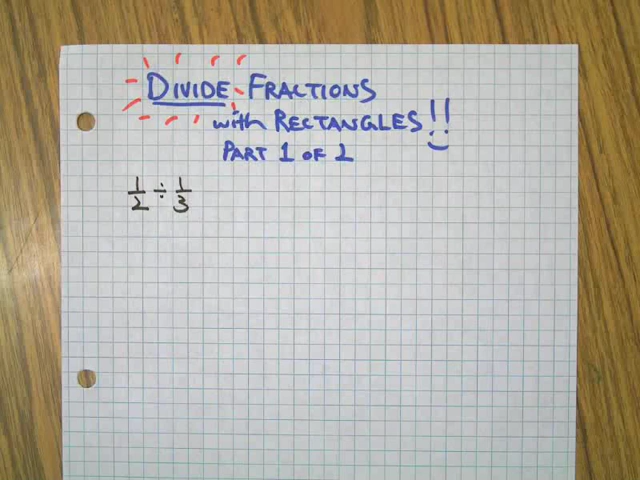 DIVIDE FRACTIONS
with RECTANGLES!!
PART 1 OF 2
1/2 ÷ 1/3